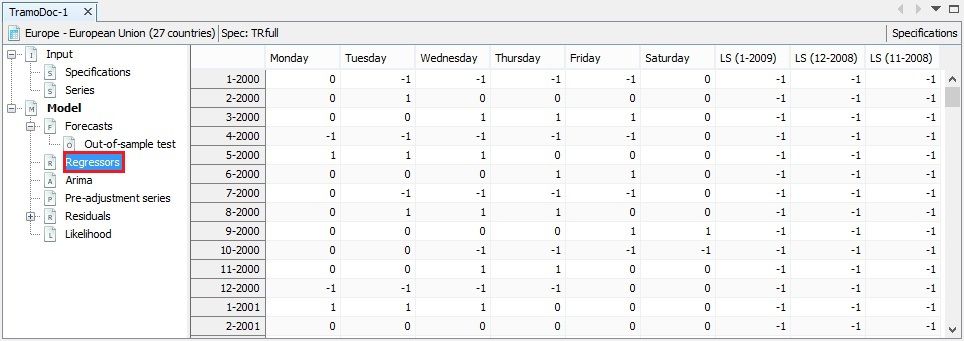 TramoDoc-1
Europe - European Union (27 countries) Spec: TRfull Specifications
Input
Specifications
Series
Model
Forecasts
Out-of-sample test
Regressors
Arima
Pre-adjustment series
Residuals
Likelihood
Monday Tuesday Wednesday Thursday Friday Saturday LS (1-2009) LS (12-2008) LS (11-2008)
1-2000 0 -1 -1 -1 -1 0 -1 -1 -1
2-2000 0 1 0 0 0 0 -1 -1 -1
3-2000 0 0 1 1 1 0 -1 -1 -1
4-2000 -1 -1 -1 -1 -1 0 -1 -1 -1
5-2000 1 1 1 0 0 0 -1 -1 -1
6-2000 0 0 0 1 1 0 -1 -1 -1
7-2000 0 -1 -1 -1 -1 0 -1 -1 -1
8-2000 0 1 1 1 0 0 -1 -1 -1
9-2000 0 0 0 0 1 1 -1 -1 -1
10-2000 0 0 -1 -1 -1 -1 -1 -1 -1
11-2000 0 0 1 1 0 0 -1 -1 -1
12-2000 -1 -1 -1 -1 0 0 -1 -1 -1
1-2001 1 1 1 0 0 0 -1 -1 -1
2-2001 0 0 0 0 0 0 -1 -1 -1